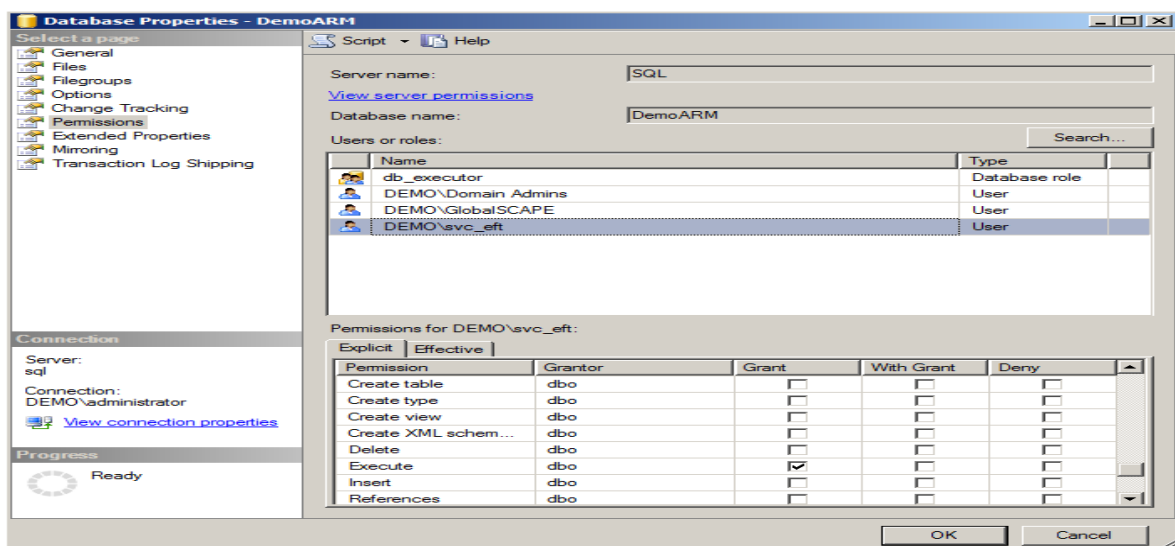 Database Properties - DemoARM
Select a page
General
Files
Filegroups
Options
Change Tracking
Permissions
Extended Properties
Mirroring
Transaction Log Shipping
Connection
Server:
sql
Connection:
DEMO\administrator
View connection properties
Progress
Ready
Script Help
Server name: SQL
View server permissions
Database name: DemoARM
Users or roles: Search...
Name Type
db_executor Database role
DEMO\Domain Admins User
DEMO\GlobalSCAPE User
DEMO\svc_eft User
Permissions for DEMO\svc_eft:
Explicit Effective
Permission Grantor Grant With Grant Deny
Create table dbo
Create type dbo
Create view dbo
Create XML schem... dbo
Delete dbo
Execute dbo
Insert dbo
References dbo
OK Cancel